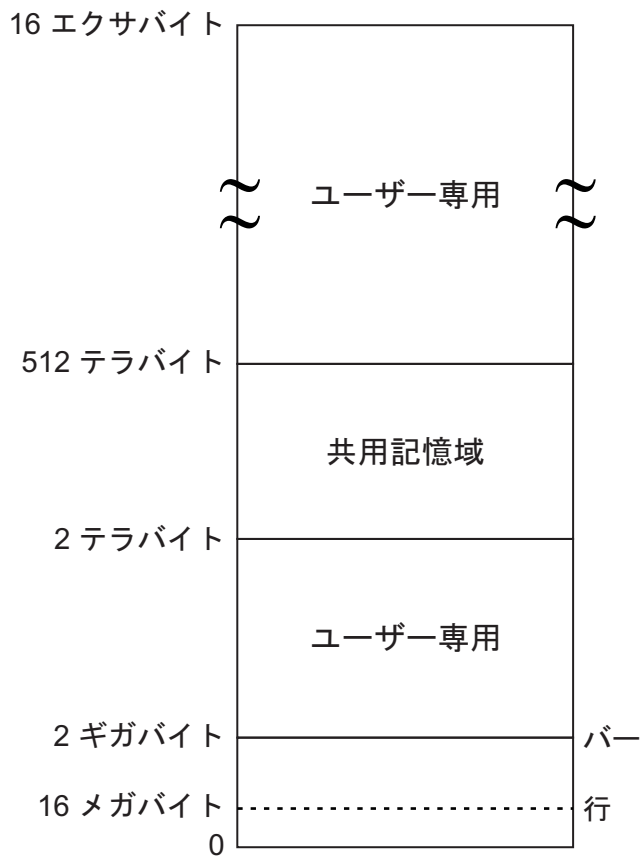 16 エクサバイト
ユーザー専用
512 テラバイト
共用記憶域
2 テラバイト
ユーザー専用
2 ギガバイト
バー
16 メガバイト
行
0